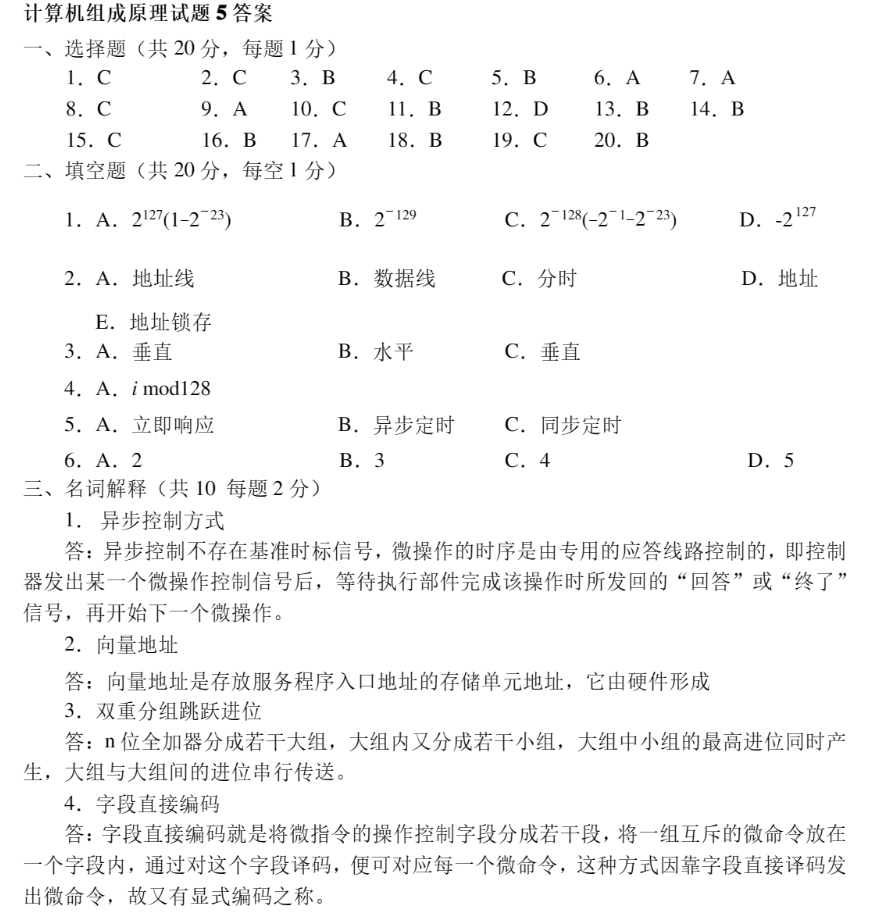 计算机组成原理试题 5 答案
一、选择题（共 20 分，每题 1 分）
1．C 2．C 3．B 4．C 5．B 6．A 7．A
8．C 9．A 10．C 11．B 12．D 13．B 14．B
15．C 16．B 17．A 18．B 19．C 20．B
二、填空题（共 20 分，每空 1 分）
1．A．2¹²⁷(1–2⁻²³) B．2⁻¹²⁹ C．2⁻¹²⁸(–2⁻¹–2⁻²³) D．-2¹²⁷
2．A．地址线 B．数据线 C．分时 D．地址
E．地址锁存
3．A．垂直 B．水平 C．垂直
4．A．i mod128
5．A．立即响应 B．异步定时 C．同步定时
6．A．2 B．3 C．4 D．5
三、名词解释（共 10 每题 2 分）
1． 异步控制方式
答：异步控制不存在基准时标信号，微操作的时序是由专用的应答线路控制的，即控制
器发出某一个微操作控制信号后，等待执行部件完成该操作时所发回的“回答”或“终了”
信号，再开始下一个微操作。
2．向量地址
答：向量地址是存放服务程序入口地址的存储单元地址，它由硬件形成
3．双重分组跳跃进位
答：n 位全加器分成若干大组，大组内又分成若干小组，大组中小组的最高进位同时产
生，大组与大组间的进位串行传送。
4．字段直接编码
答：字段直接编码就是将微指令的操作控制字段分成若干段，将一组互斥的微命令放在
一个字段内，通过对这个字段译码，便可对应每一个微命令，这种方式因靠字段直接译码发
出微命令，故又有显式编码之称。